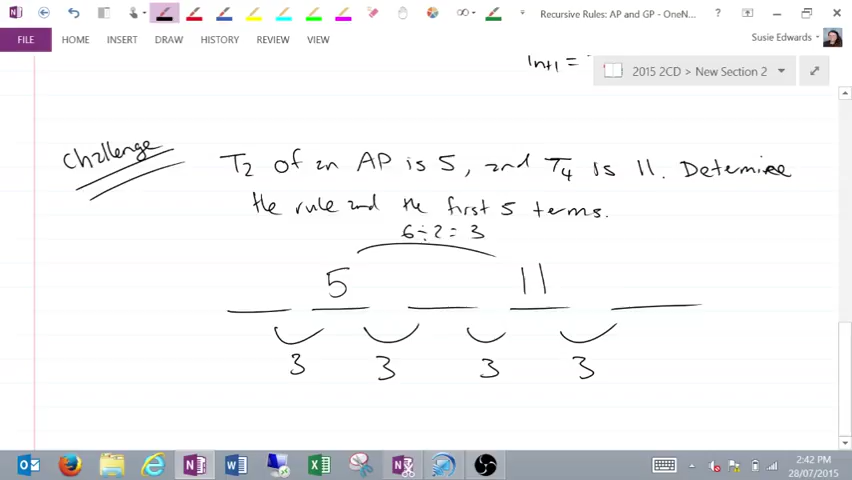 Recursive Rules: AP and GP - OneN...
Susie Edwards
FILE HOME INSERT DRAW HISTORY REVIEW VIEW
2015 2CD > New Section 2
Challenge
T₂ of an AP is 5, and T₄ is 11. Determine
the rule and the first 5 terms.
6÷2=3
5 11
3 3 3 3
2:42 PM
28/07/2015